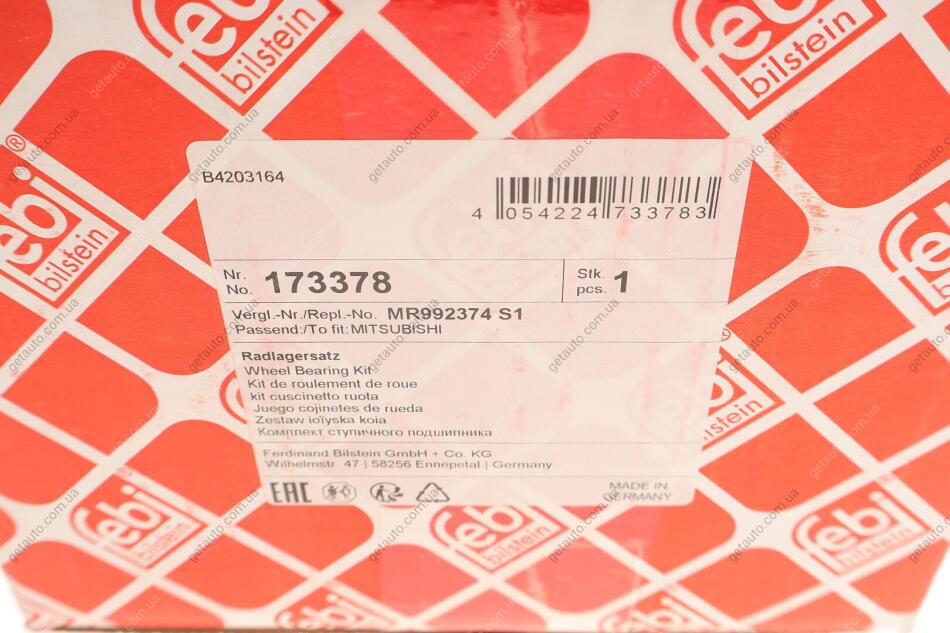 febi
bilstein
febi
bilstein
B4203164
4 054224 733783
febi
bilstein
®
Nr.
No. 173378
Stk.
pcs. 1
Vergl.-Nr./Repl.-No. MR992374 S1
Passend:/To fit:MITSUBISHI
Radlagersatz
Wheel Bearing Kit
Kit de roulement de roue
kit cuscinetto ruota
Juego cojinetes de rueda
Zestaw łożyska koła
Комплект ступичного подшипника
Ferdinand Bilstein GmbH + Co. KG
Wilhelmstr. 47 | 58256 Ennepetal | Germany
EAC
MADE IN
GERMANY
febi
bilstein
febi
bilstein
febi
bilstein
getauto.com.ua